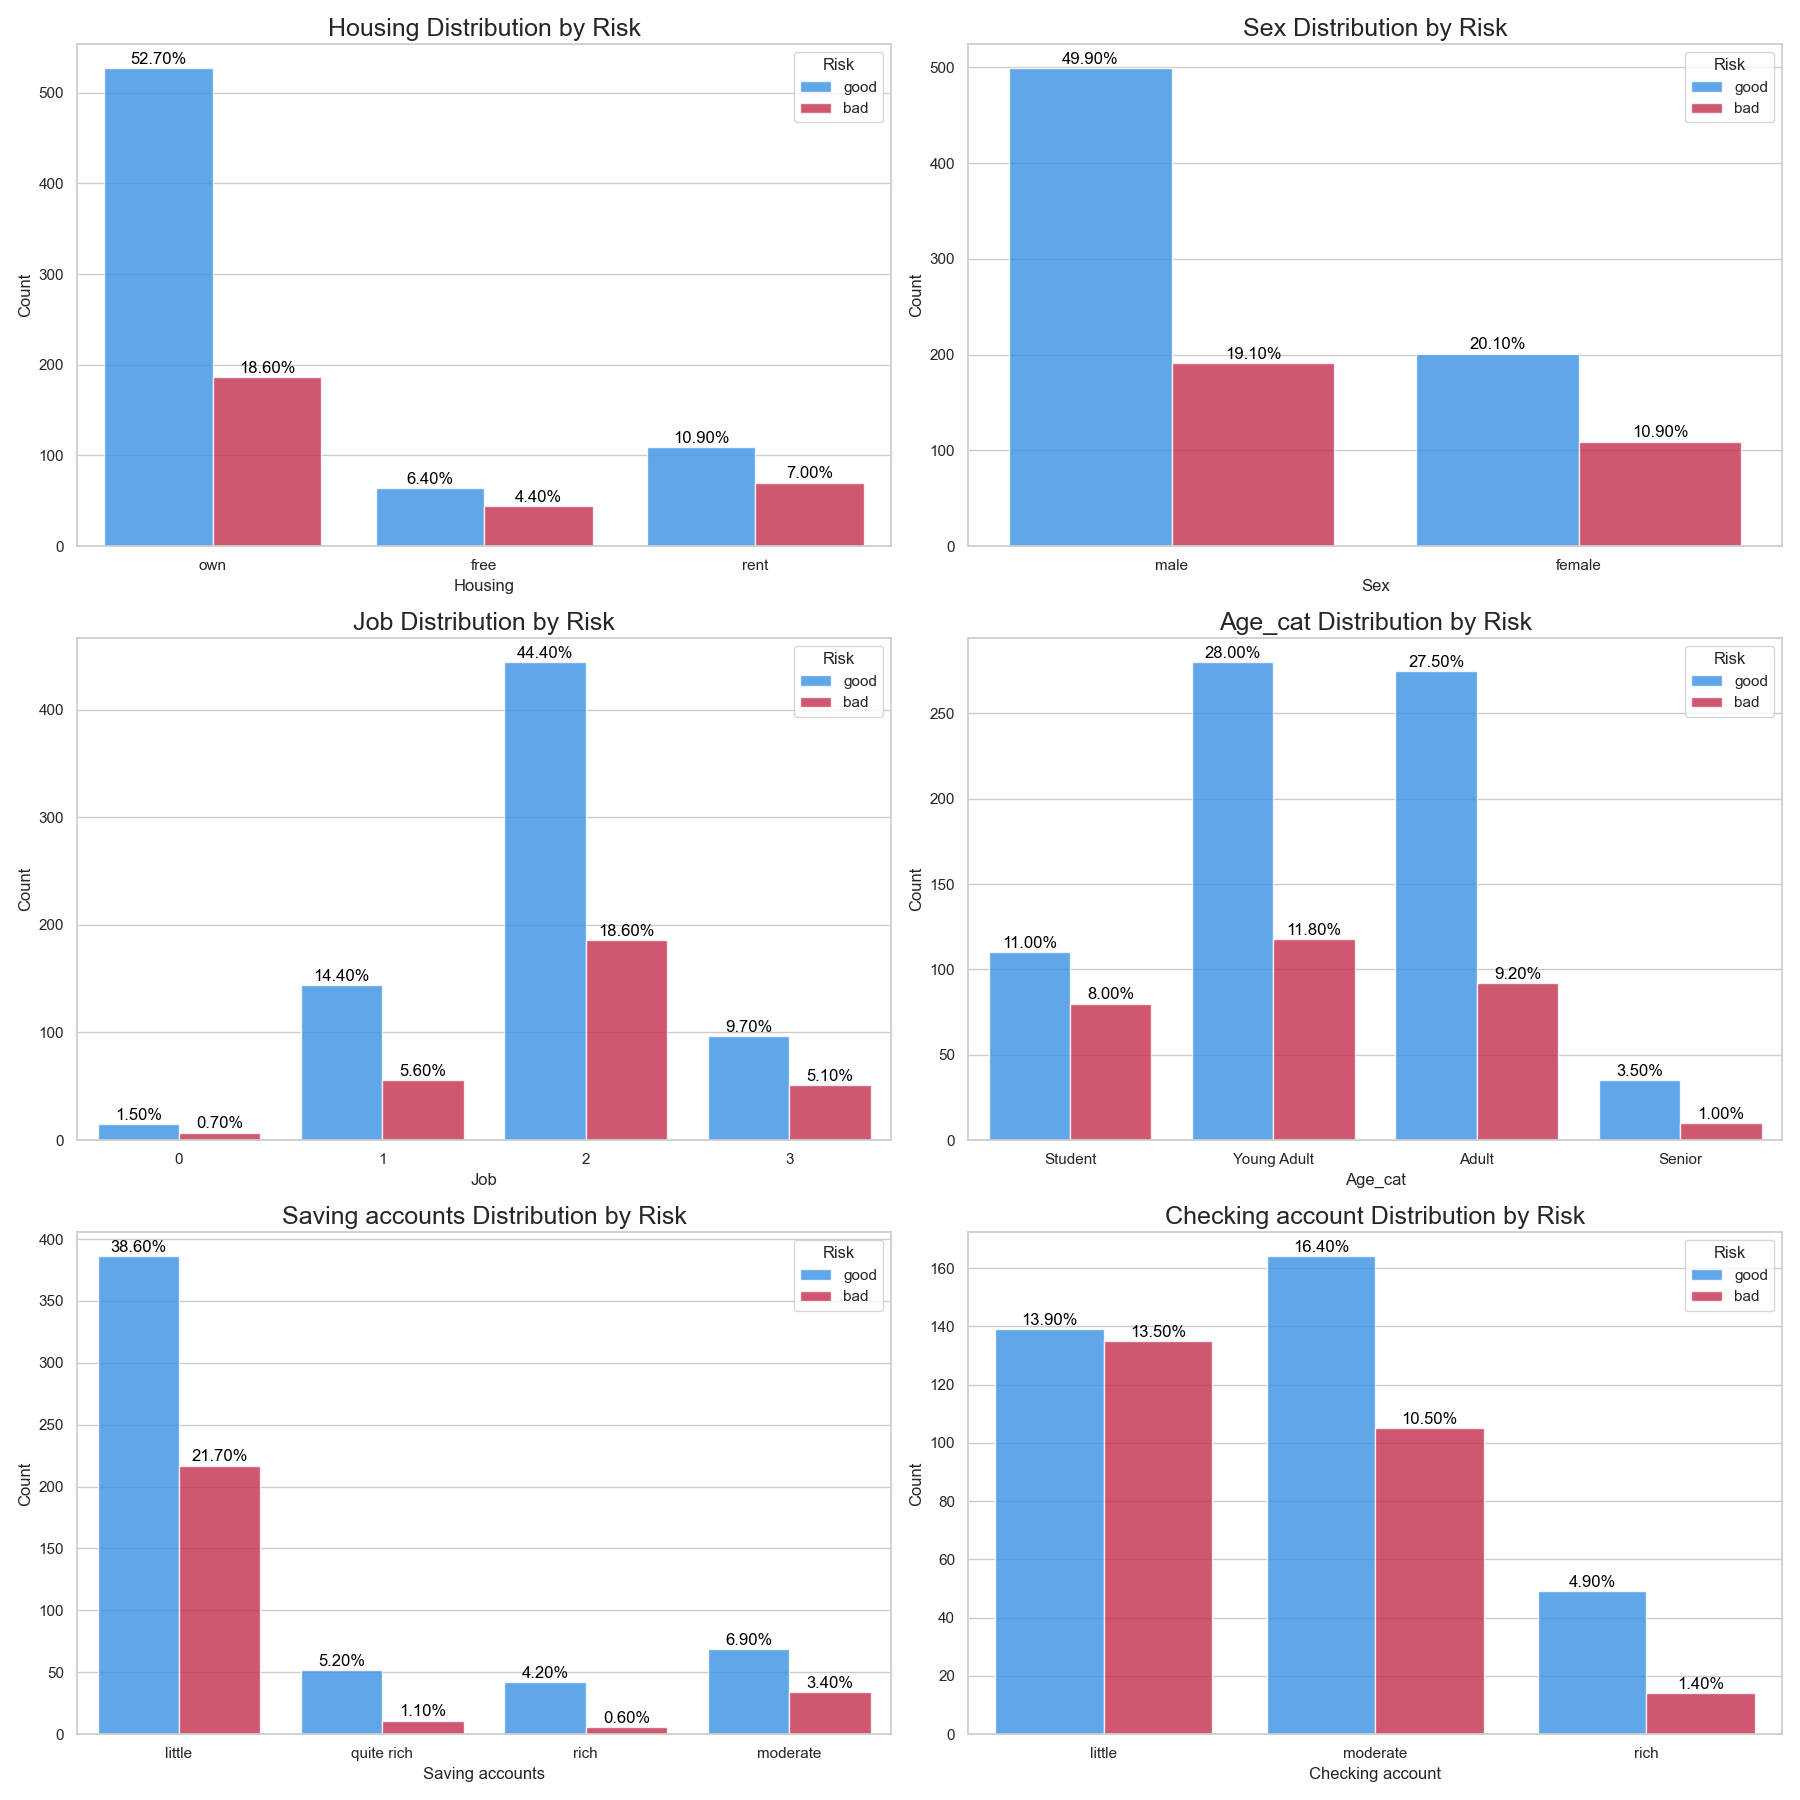 Housing Distribution by Risk
52.70%
18.60%
6.40%
4.40%
10.90%
7.00%
Risk
good
bad
500
400
300
200
100
0
Count
own free rent
Housing
Sex Distribution by Risk
49.90%
19.10%
20.10%
10.90%
Risk
good
bad
500
400
300
200
100
0
Count
male female
Sex
Job Distribution by Risk
1.50%
0.70%
14.40%
5.60%
44.40%
18.60%
9.70%
5.10%
Risk
good
bad
400
300
200
100
0
Count
0 1 2 3
Job
Age_cat Distribution by Risk
11.00%
8.00%
28.00%
11.80%
27.50%
9.20%
3.50%
1.00%
Risk
good
bad
250
200
150
100
50
0
Count
Student Young Adult Adult Senior
Age_cat
Saving accounts Distribution by Risk
38.60%
21.70%
5.20%
1.10%
4.20%
0.60%
6.90%
3.40%
Risk
good
bad
400
350
300
250
200
150
100
50
0
Count
little quite rich rich moderate
Saving accounts
Checking account Distribution by Risk
13.90%
13.50%
16.40%
10.50%
4.90%
1.40%
Risk
good
bad
160
140
120
100
80
60
40
20
0
Count
little moderate rich
Checking account